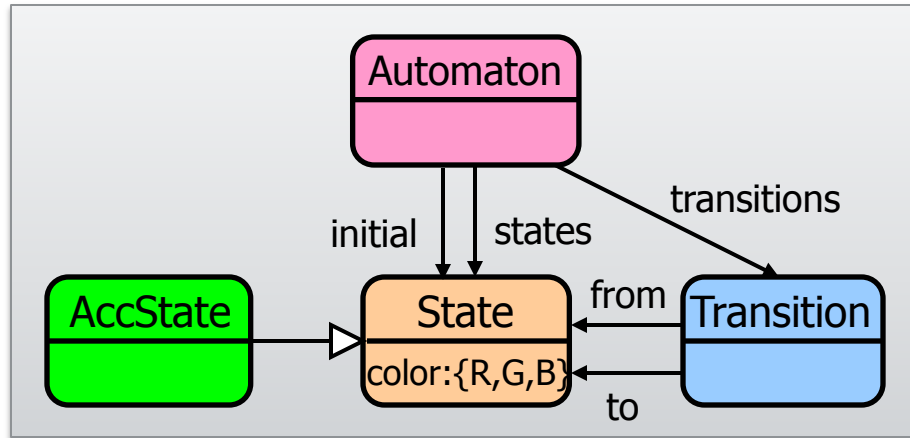 Automaton
transitions
initial
states
AccState
State
from
Transition
color:{R,G,B}
to